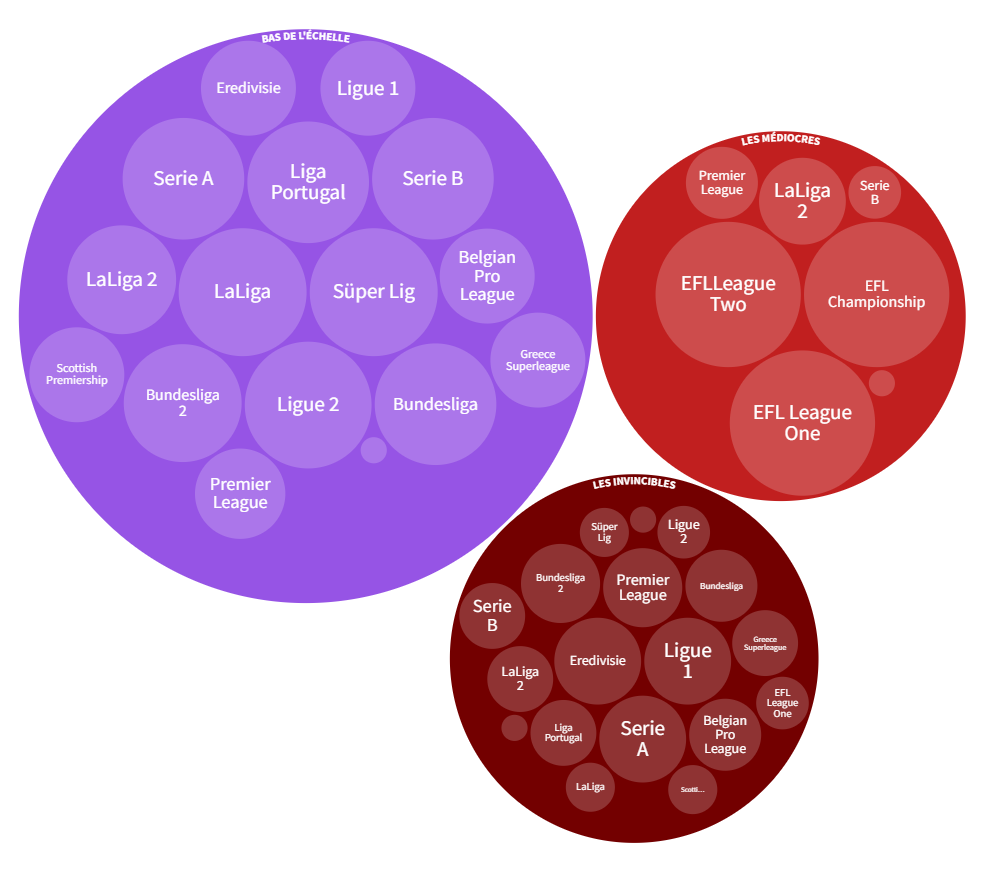 BAS DE L'ÉCHELLE
Eredivisie
Ligue 1
Serie A
Liga
Portugal
Serie B
LaLiga 2
LaLiga
Süper Lig
Belgian
Pro
League
Scottish
Premiership
Bundesliga
2
Ligue 2
Bundesliga
Greece
Superleague
Premier
League
LES MÉDIOCRES
Premier
League
LaLiga
2
Serie
B
EFLLeague
Two
EFL
Championship
EFL League
One
LES INVINCIBLES
Süper
Lig
Ligue
2
Bundesliga
2
Premier
League
Bundesliga
Serie
B
Eredivisie
Ligue
1
Greece
Superleague
LaLiga
2
EFL
League
One
Liga
Portugal
Serie
A
Belgian
Pro
League
LaLiga
Scotti...